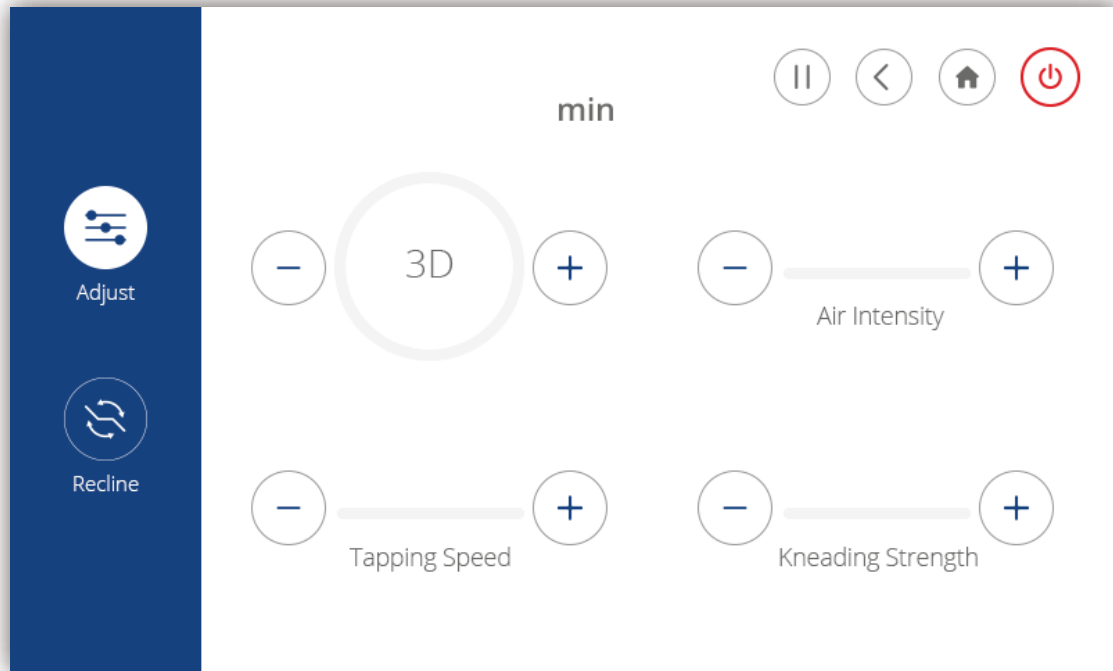 min
3D
Adjust
Air Intensity
Recline
Tapping Speed
Kneading Strength